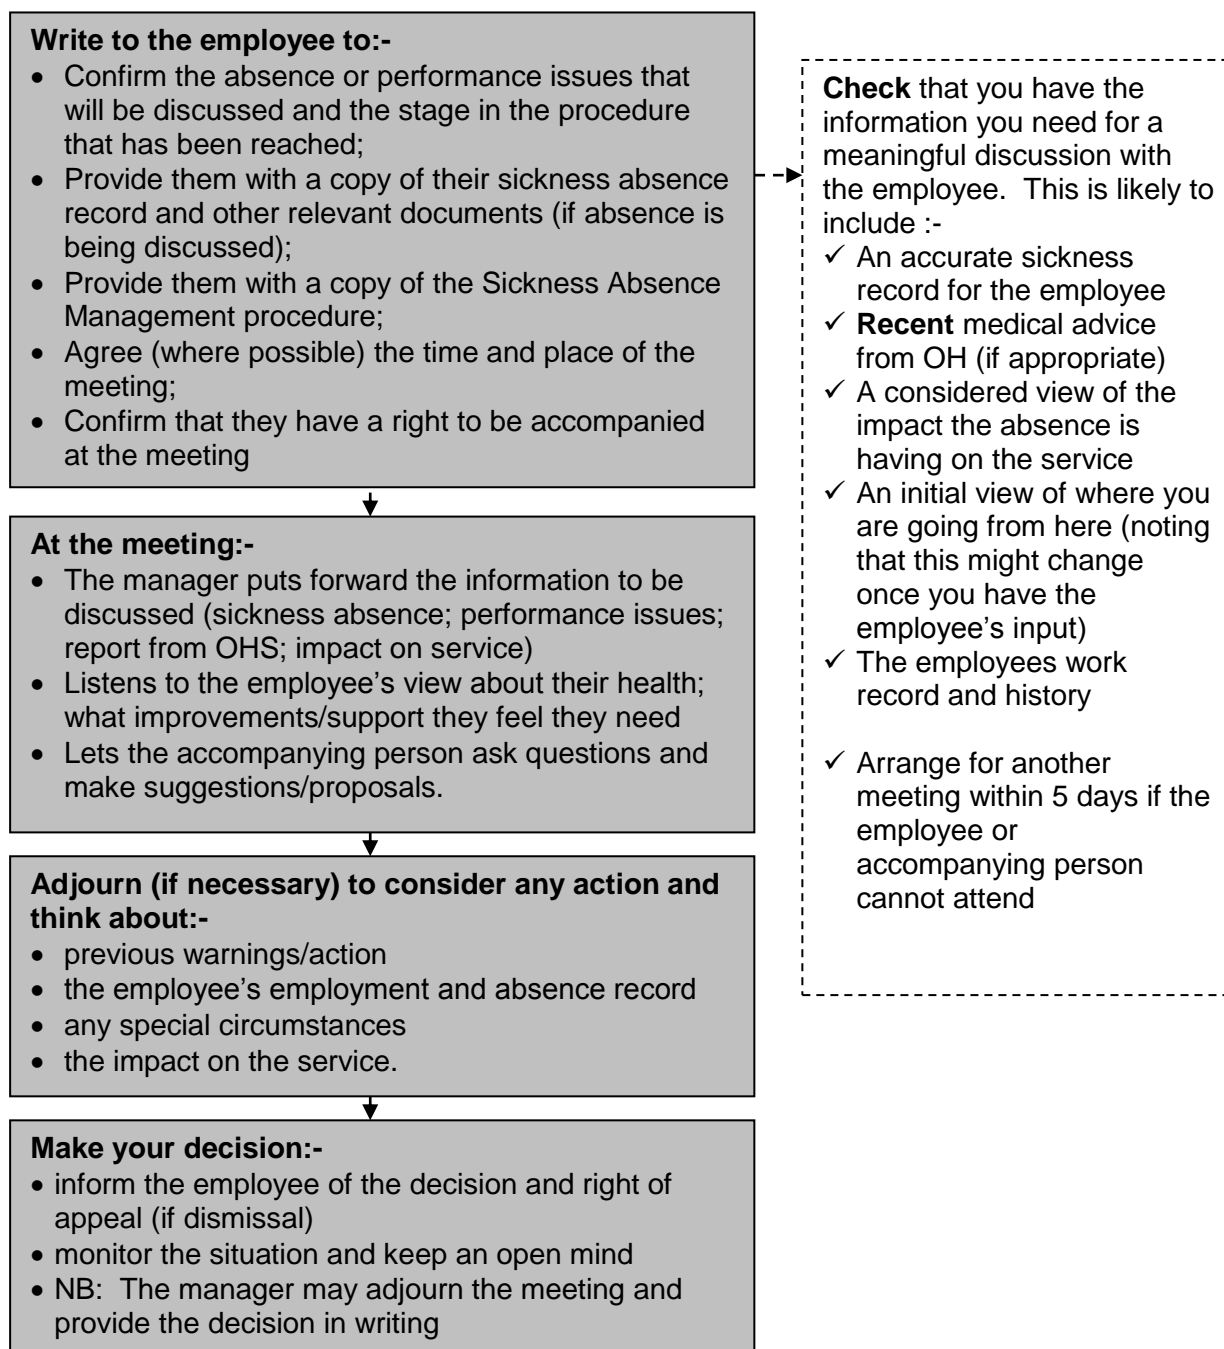 Write to the employee to:-
• Confirm the absence or performance issues that
will be discussed and the stage in the procedure
that has been reached;
• Provide them with a copy of their sickness absence
record and other relevant documents (if absence is
being discussed);
• Provide them with a copy of the Sickness Absence
Management procedure;
• Agree (where possible) the time and place of the
meeting;
• Confirm that they have a right to be accompanied
at the meeting
At the meeting:-
• The manager puts forward the information to be
discussed (sickness absence; performance issues;
report from OHS; impact on service)
• Listens to the employee’s view about their health;
what improvements/support they feel they need
• Lets the accompanying person ask questions and
make suggestions/proposals.
Adjourn (if necessary) to consider any action and
think about:-
• previous warnings/action
• the employee’s employment and absence record
• any special circumstances
• the impact on the service.
Make your decision:-
• inform the employee of the decision and right of
appeal (if dismissal)
• monitor the situation and keep an open mind
• NB: The manager may adjourn the meeting and
provide the decision in writing
Check that you have the
information you need for a
meaningful discussion with
the employee. This is likely to
include :-
✓ An accurate sickness
record for the employee
✓ Recent medical advice
from OH (if appropriate)
✓ A considered view of the
impact the absence is
having on the service
✓ An initial view of where you
are going from here (noting
that this might change
once you have the
employee’s input)
✓ The employees work
record and history
✓ Arrange for another
meeting within 5 days if the
employee or
accompanying person
cannot attend